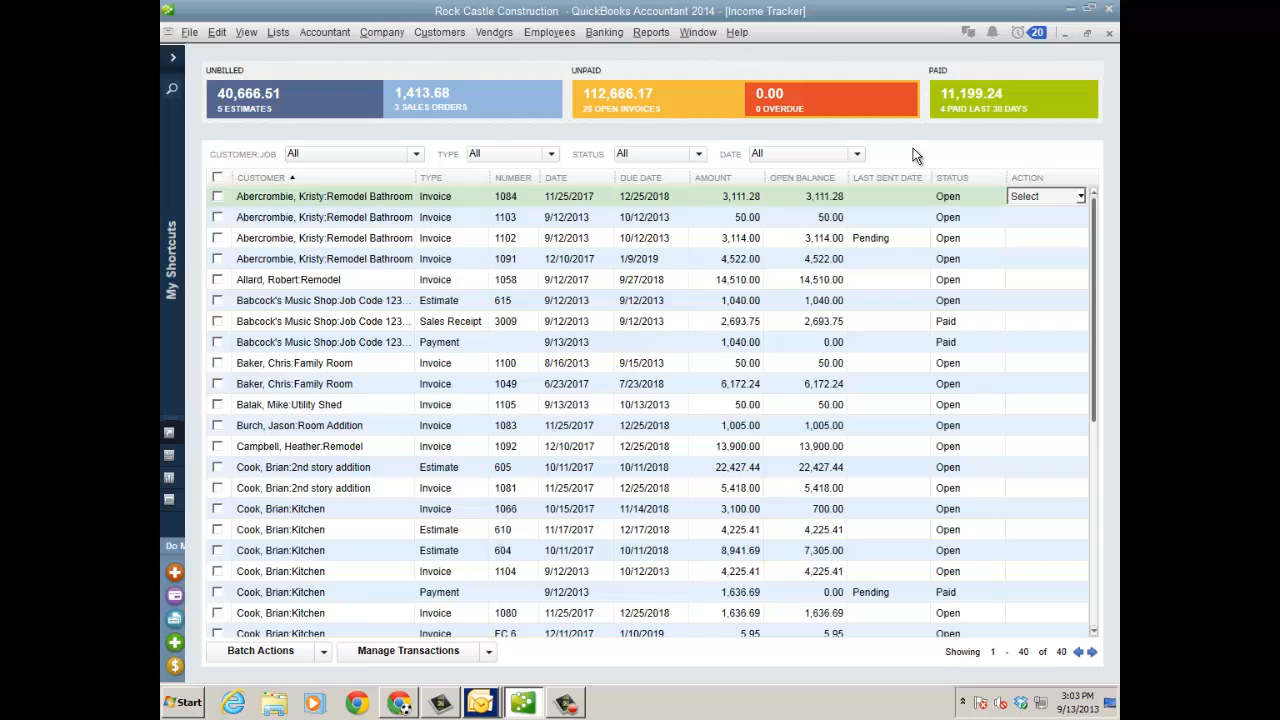 Rock Castle Construction - QuickBooks Accountant 2014 - [Income Tracker]
File Edit View Lists Accountant Company Customers Vendors Employees Banking Reports Window Help 20
UNBILLED UNPAID PAID
40,666.51 1,413.68 112,666.17 0.00 11,199.24
5 ESTIMATES 3 SALES ORDERS 28 OPEN INVOICES 0 OVERDUE 4 PAID LAST 30 DAYS
CUSTOMER:JOB All TYPE All STATUS All DATE All
CUSTOMER TYPE NUMBER DATE DUE DATE AMOUNT OPEN BALANCE LAST SENT DATE STATUS ACTION
Abercrombie, Kristy:Remodel Bathroom Invoice 1084 11/25/2017 12/25/2018 3,111.28 3,111.28 Open Select
Abercrombie, Kristy:Remodel Bathroom Invoice 1103 9/12/2013 10/12/2013 50.00 50.00 Open
Abercrombie, Kristy:Remodel Bathroom Invoice 1102 9/12/2013 10/12/2013 3,114.00 3,114.00 Pending Open
Abercrombie, Kristy:Remodel Bathroom Invoice 1091 12/10/2017 1/9/2019 4,522.00 4,522.00 Open
Allard, Robert:Remodel Invoice 1058 9/12/2017 9/27/2018 14,510.00 14,510.00 Open
Babcock's Music Shop:Job Code 123... Estimate 615 9/12/2013 9/12/2013 1,040.00 1,040.00 Open
Babcock's Music Shop:Job Code 123... Sales Receipt 3009 9/12/2013 9/12/2013 2,693.75 2,693.75 Paid
Babcock's Music Shop:Job Code 123... Payment 9/13/2013 1,040.00 0.00 Paid
Baker, Chris:Family Room Invoice 1100 8/16/2013 9/15/2013 50.00 50.00 Open
Baker, Chris:Family Room Invoice 1049 6/23/2017 7/23/2018 6,172.24 6,172.24 Open
Balak, Mike:Utility Shed Invoice 1105 9/13/2013 10/13/2013 50.00 50.00 Open
Burch, Jason:Room Addition Invoice 1083 11/25/2017 12/25/2018 1,005.00 1,005.00 Open
Campbell, Heather:Remodel Invoice 1092 12/10/2017 12/25/2018 13,900.00 13,900.00 Open
Cook, Brian:2nd story addition Estimate 605 10/11/2017 10/11/2018 22,427.44 22,427.44 Open
Cook, Brian:2nd story addition Invoice 1081 11/25/2017 12/25/2018 5,418.00 5,418.00 Open
Cook, Brian:Kitchen Invoice 1066 10/15/2017 11/14/2018 3,100.00 700.00 Open
Cook, Brian:Kitchen Estimate 610 11/17/2017 12/17/2018 4,225.41 4,225.41 Open
Cook, Brian:Kitchen Estimate 604 10/11/2017 10/11/2018 8,941.69 7,305.00 Open
Cook, Brian:Kitchen Invoice 1104 9/12/2013 10/12/2013 4,225.41 4,225.41 Open
Cook, Brian:Kitchen Payment 9/12/2013 1,636.69 0.00 Pending Paid
Cook, Brian:Kitchen Invoice 1080 11/25/2017 12/25/2018 1,636.69 1,636.69 Open
Cook, Brian:Kitchen Invoice FC 6 12/11/2017 1/10/2019 5.95 5.95 Open
Batch Actions Manage Transactions Showing 1 - 40 of 40
My Shortcuts
Do M
Start 3:03 PM
9/13/2013